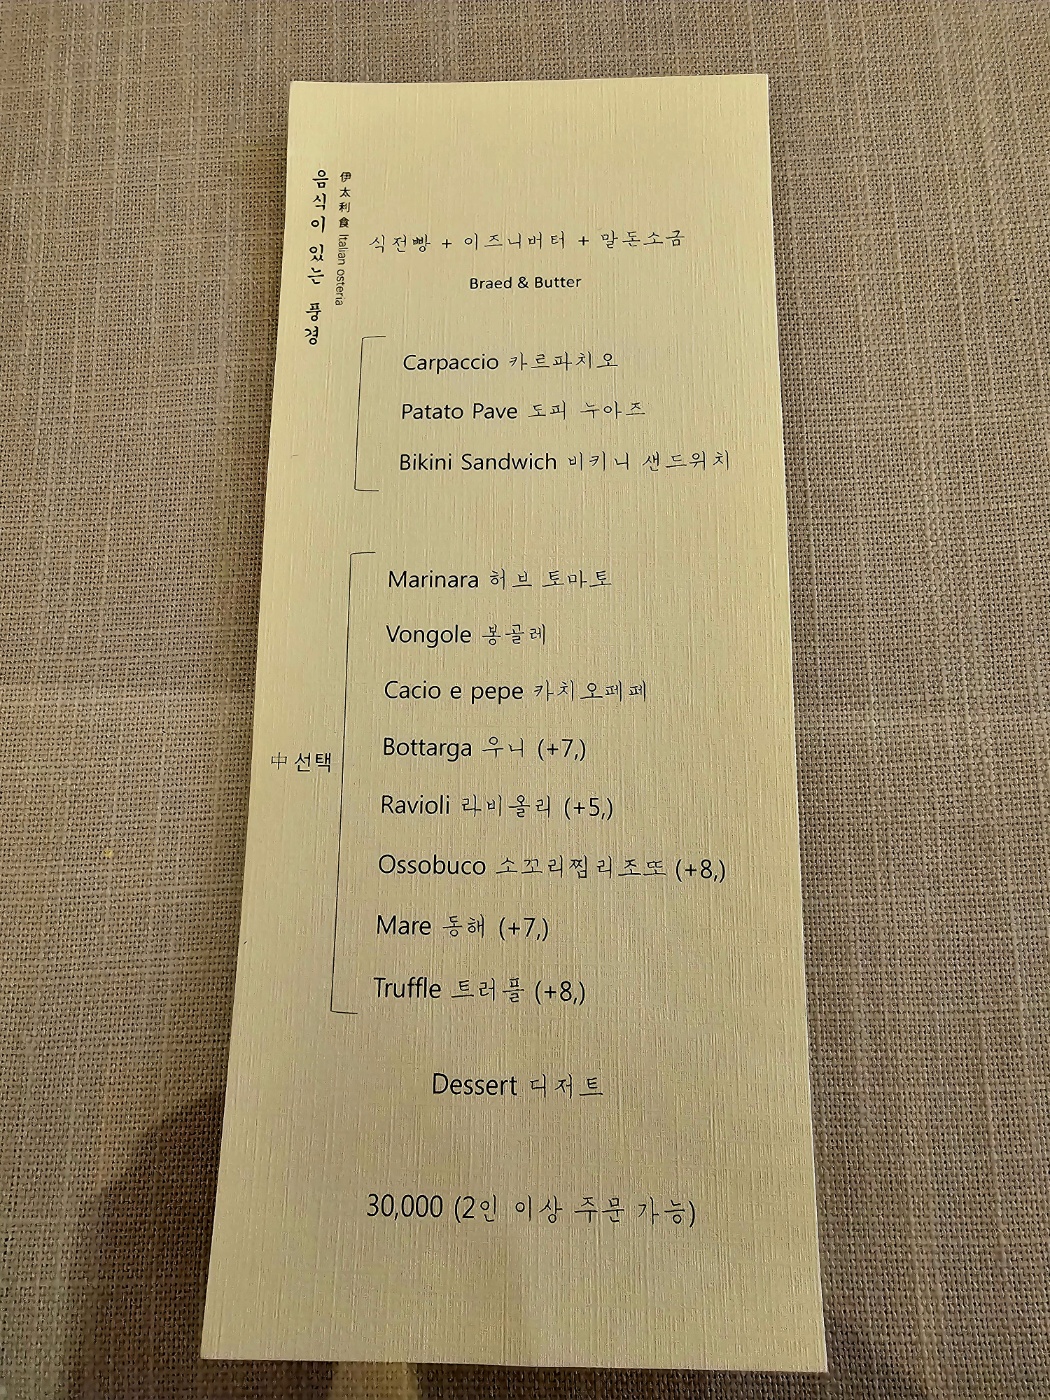 음식이 있는 풍경
伊太利食 Italian osteria
식전빵 + 이즈니버터 + 말돈소금
Braed & Butter
Carpaccio 카르파치오
Patato Pave 도피 누아즈
Bikini Sandwich 비키니 샌드위치
Marinara 허브 토마토
Vongole 봉골레
Cacio e pepe 카치오페페
Bottarga 우니 (+7,)
中 선택
Ravioli 라비올리 (+5,)
Ossobuco 소꼬리찜리조또 (+8,)
Mare 동해 (+7,)
Truffle 트러플 (+8,)
Dessert 디저트
30,000 (2인 이상 주문 가능)